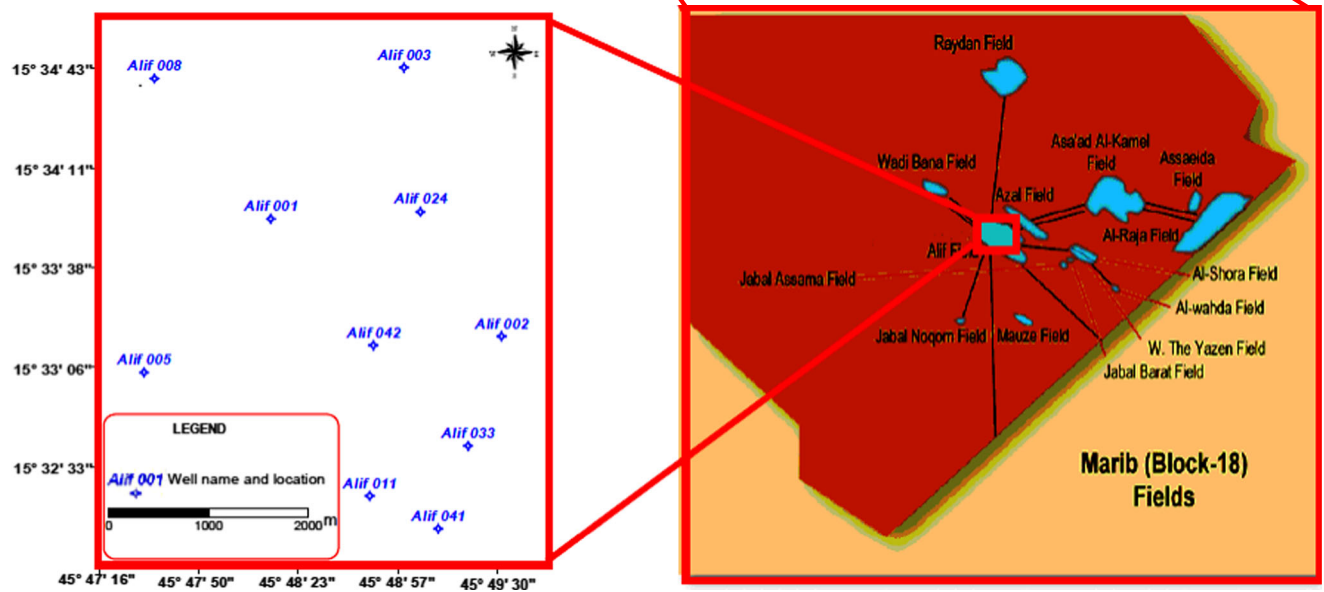 Alif 008
Alif 003
Alif 001
Alif 024
Alif 042
Alif 002
Alif 005
Alif 033
Alif 011
Alif 041
15° 34' 43"
15° 34' 11"
15° 33' 38"
15° 33' 06"
15° 32' 33"
LEGEND
Alif 001 Well name and location
0 1000 2000 m
45° 47' 16"
45° 47' 50"
45° 48' 23"
45° 48' 57"
45° 49' 30"
Raydan Field
Wadi Bana Field
Asa'ad Al-Kamel
Field
Assaeida
Field
Azal Field
Al-Raja Field
Alif Fi
Jabal Assama Field
Al-Shora Field
Al-wahda Field
Jabal Noqom Field
Mauze Field
W. The Yazen Field
Jabal Barat Field
Marib (Block-18)
Fields